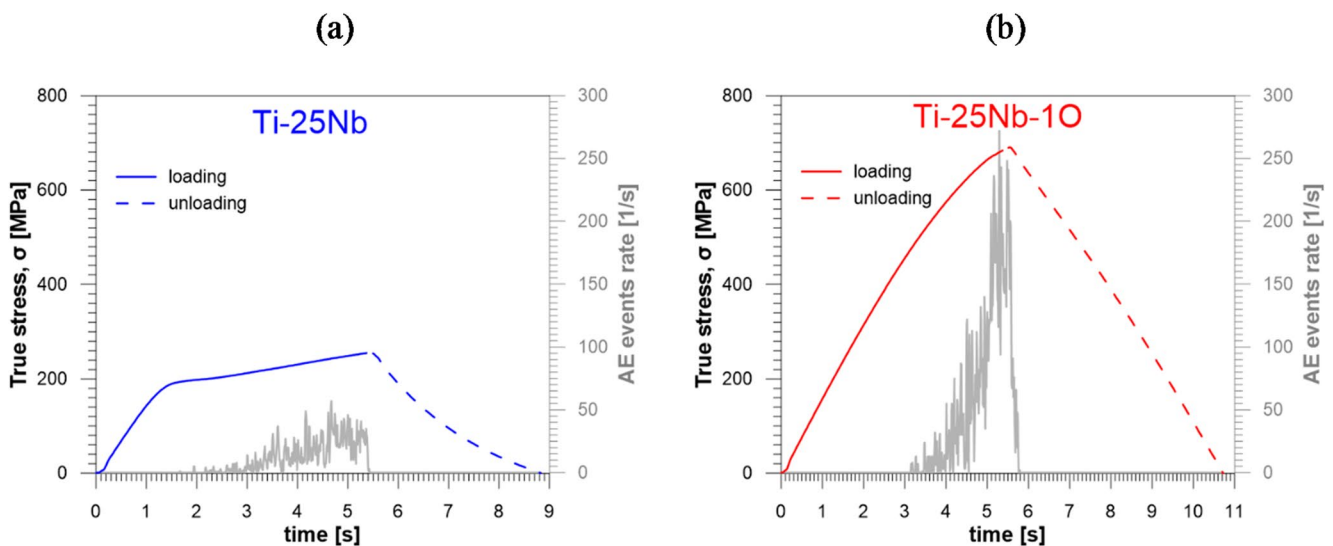 (a)
Ti-25Nb
loading
unloading
True stress, σ [MPa]
800
600
400
200
0
AE events rate [1/s]
300
250
200
150
100
50
0
0 1 2 3 4 5 6 7 8 9
time [s]
(b)
Ti-25Nb-1O
loading
unloading
True stress, σ [MPa]
800
600
400
200
0
AE events rate [1/s]
300
250
200
150
100
50
0
0 1 2 3 4 5 6 7 8 9 10 11
time [s]